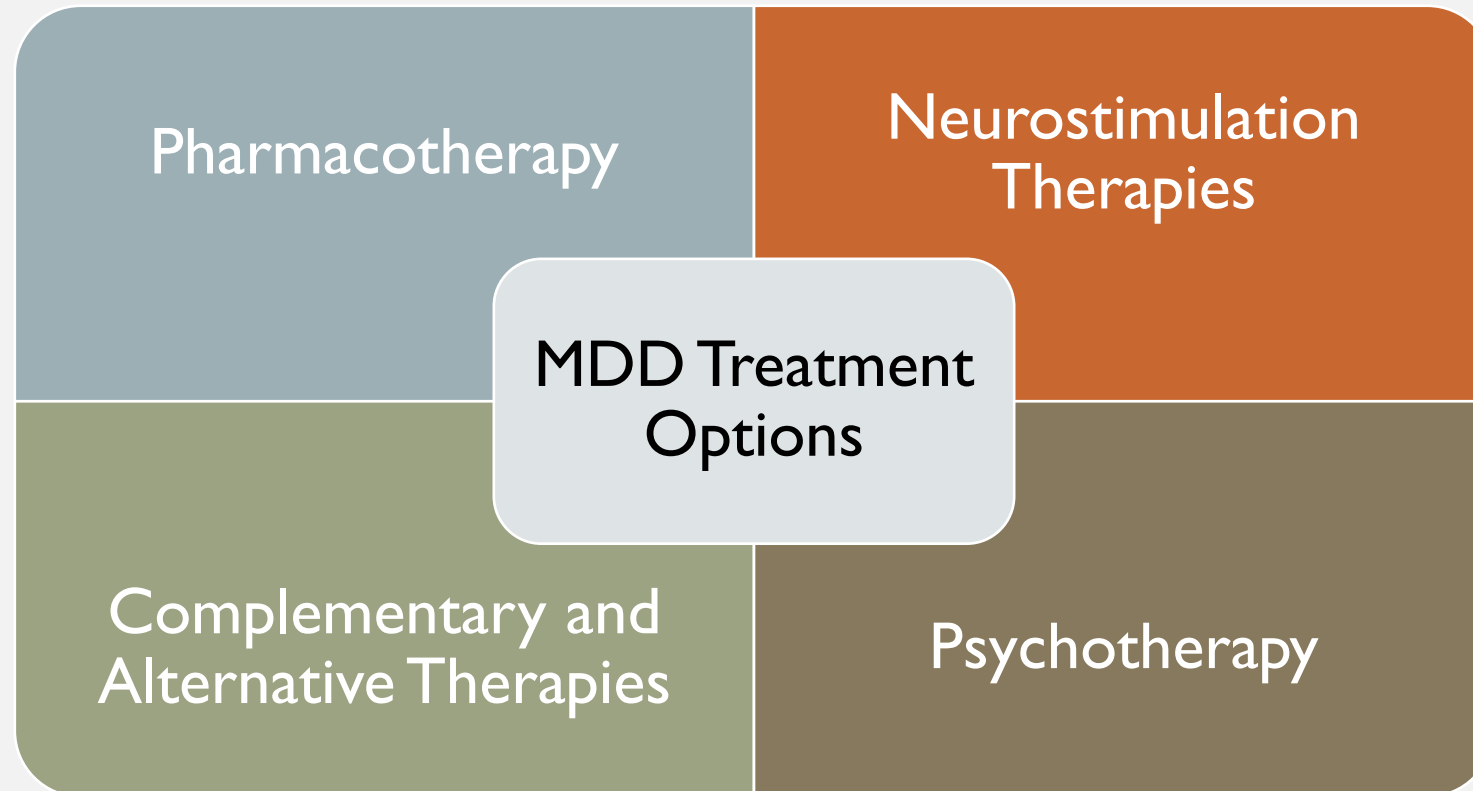 Pharmacotherapy
Neurostimulation
Therapies
MDD Treatment
Options
Complementary and
Alternative Therapies
Psychotherapy